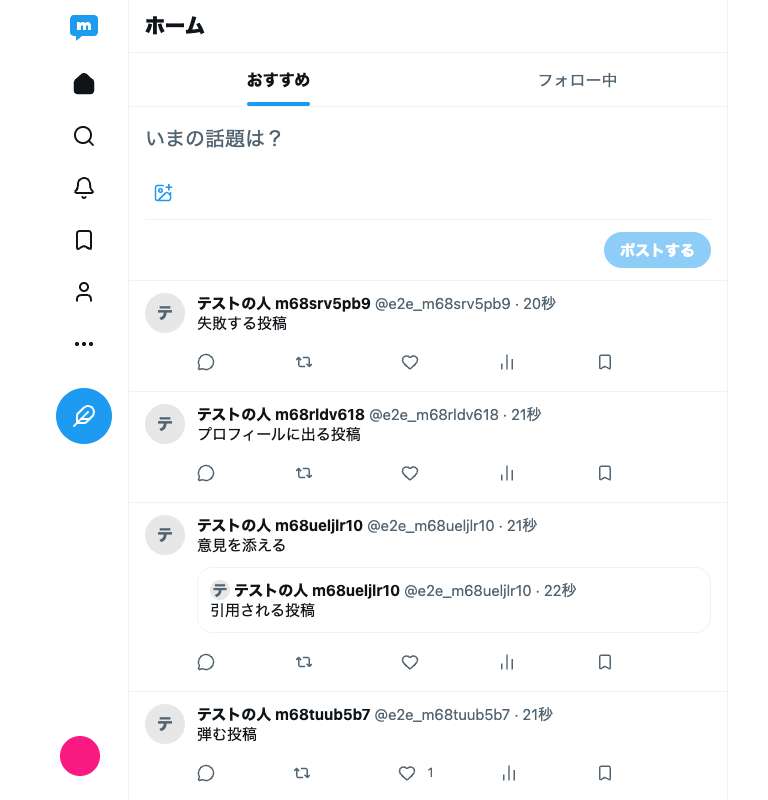 m
ホーム
おすすめ
フォロー中
いまの話題は？
ポストする
テ
テストの人 m68srv5pb9 @e2e_m68srv5pb9 · 20秒
失敗する投稿
テ
テストの人 m68rldv618 @e2e_m68rldv618 · 21秒
プロフィールに出る投稿
テ
テストの人 m68ueljlr10 @e2e_m68ueljlr10 · 21秒
意見を添える
テ テストの人 m68ueljlr10 @e2e_m68ueljlr10 · 22秒
引用される投稿
テ
テストの人 m68tuub5b7 @e2e_m68tuub5b7 · 21秒
弾む投稿
1